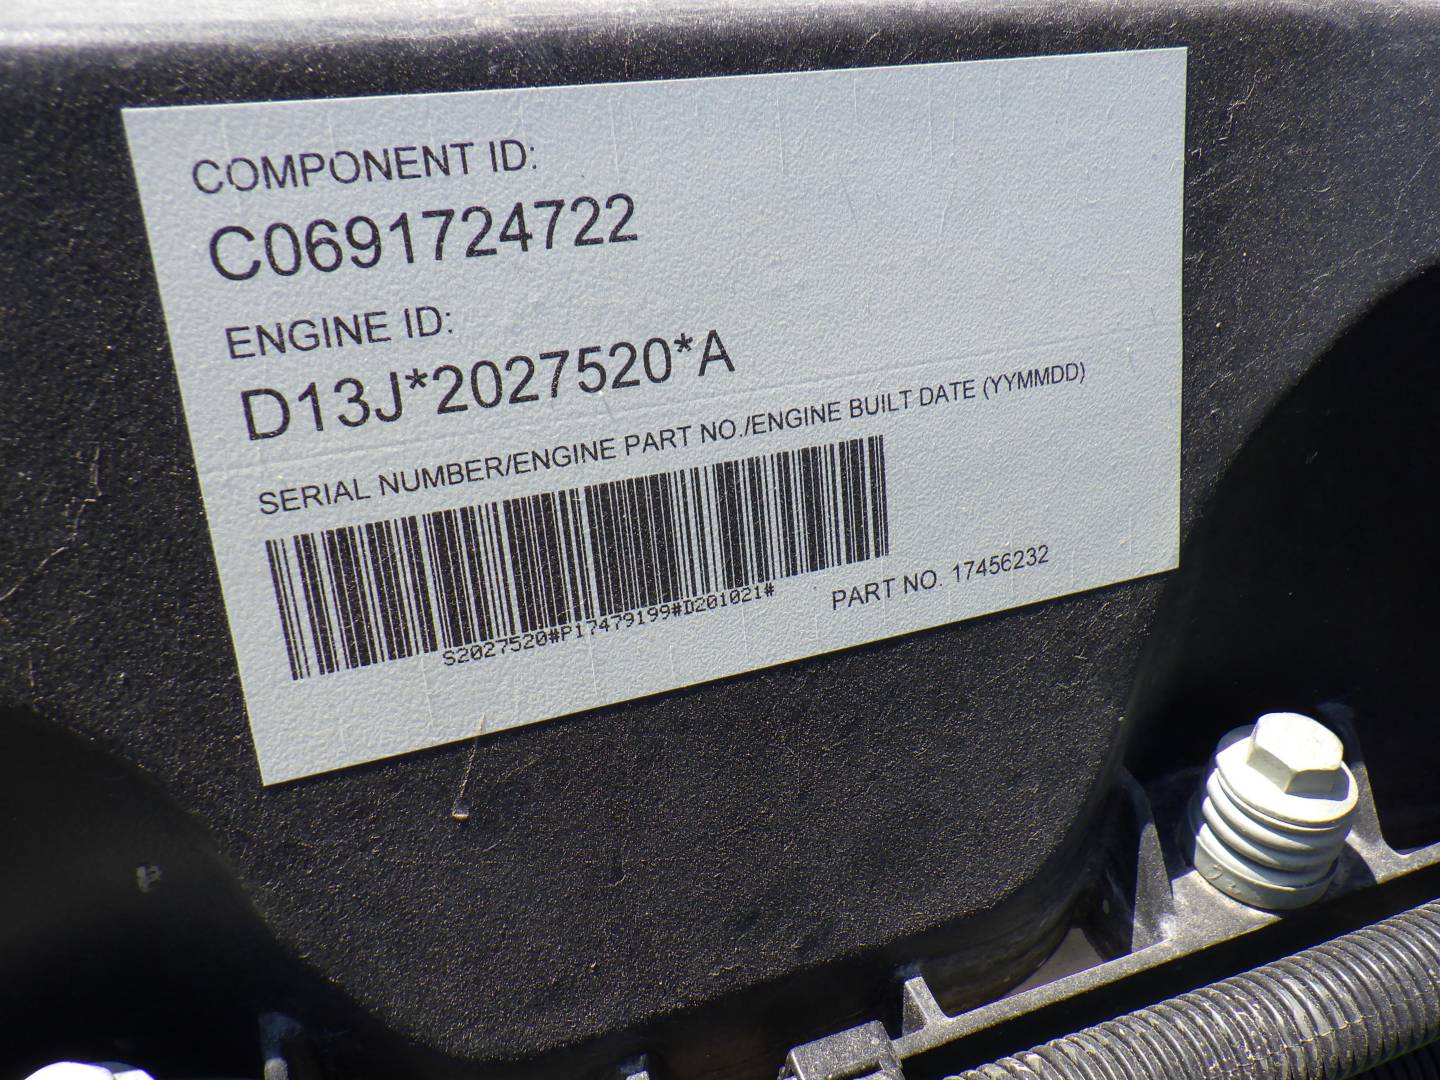 COMPONENT ID:
C0691724722
ENGINE ID:
D13J*2027520*A
SERIAL NUMBER/ENGINE PART NO./ENGINE BUILT DATE (YYMMDD)
S2027520#P17479199#D201021#
PART NO. 17456232